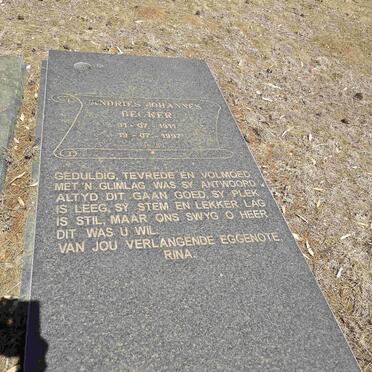 ANDRIES JOHANNES
BECKER
01-07-1911
19-07-1997
GEDULDIG, TEVREDE EN VOLMOED,
MET 'N GLIMLAG WAS SY ANTWOORD
ALTYD DIT GAAN GOED, SY PLEK
IS LEEG, SY STEM EN LEKKER LAG
IS STIL, MAAR ONS SWYG O HEER
DIT WAS U WIL.
VAN JOU VERLANGENDE EGGENOTE,
RINA.